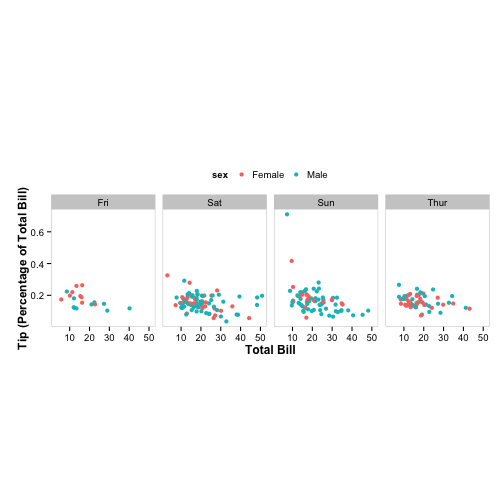 sex Female Male
Fri Sat Sun Thur
Tip (Percentage of Total Bill)
0.6
0.4
0.2
10 20 30 40 50 10 20 30 40 50 10 20 30 40 50 10 20 30 40 50
Total Bill